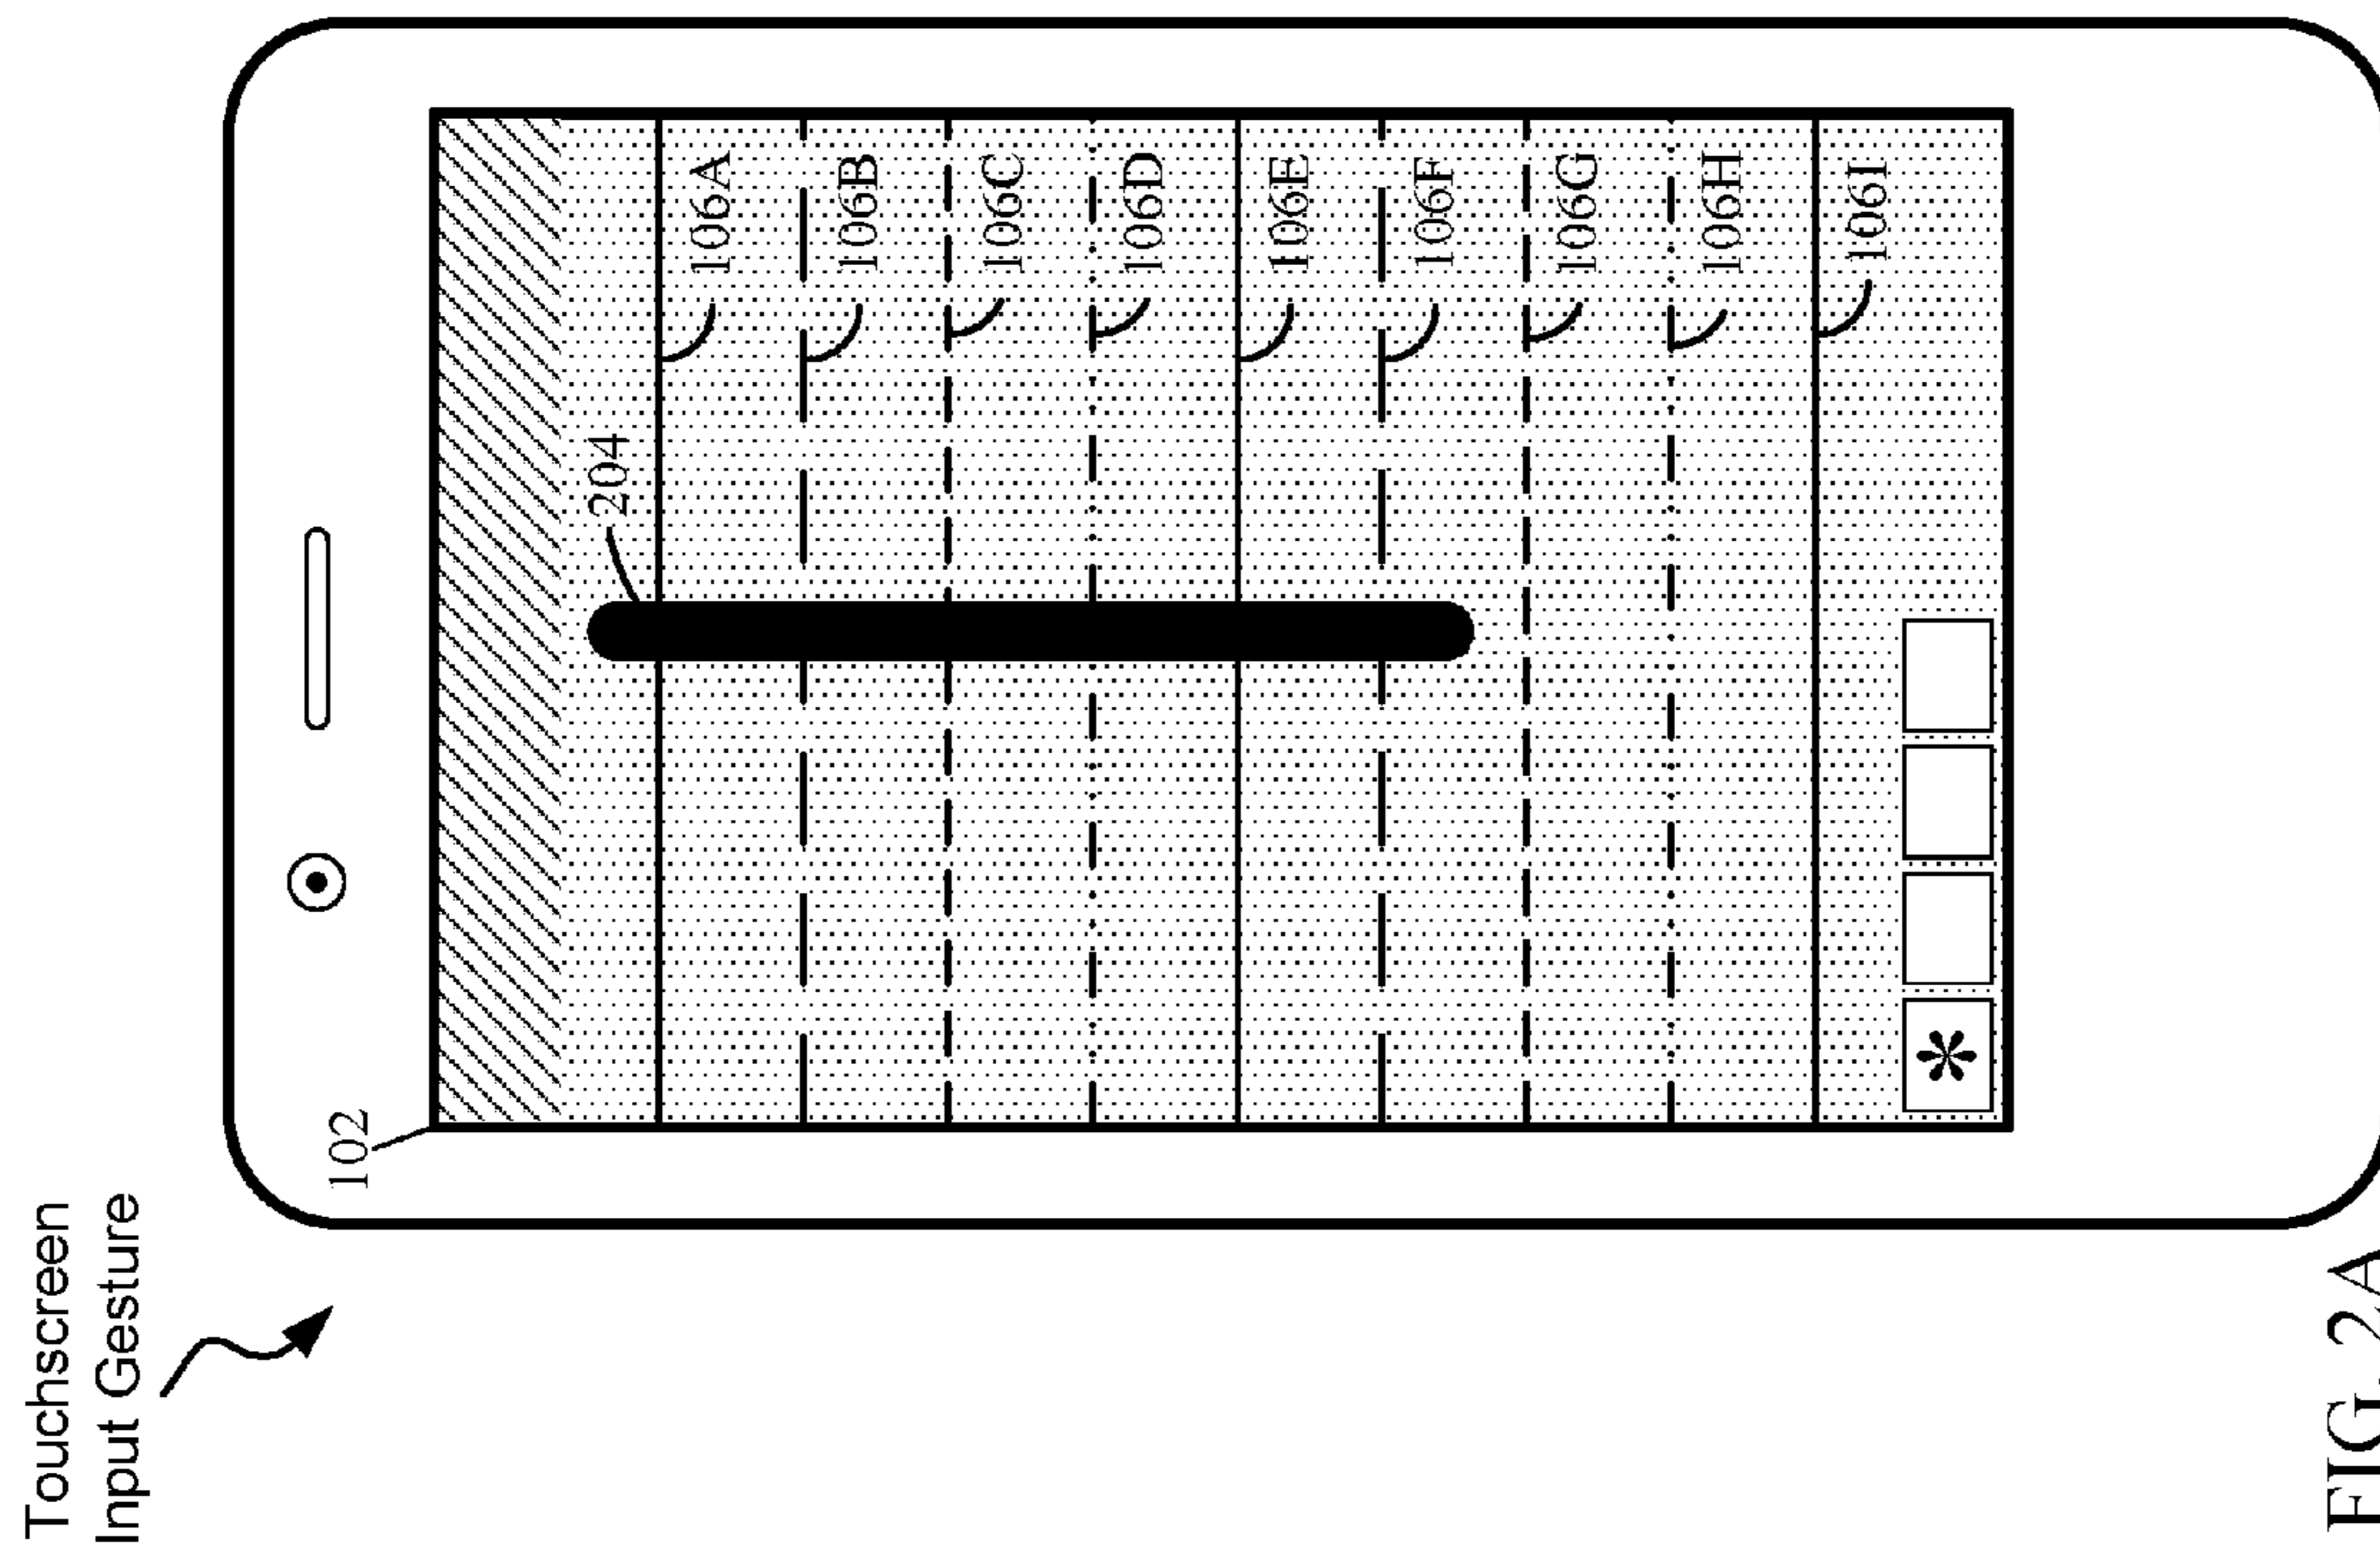 Touchscreen
Input Gesture
102
204
106A
106B
106C
106D
106E
106F
106G
106H
106I
*
FIG. 2A